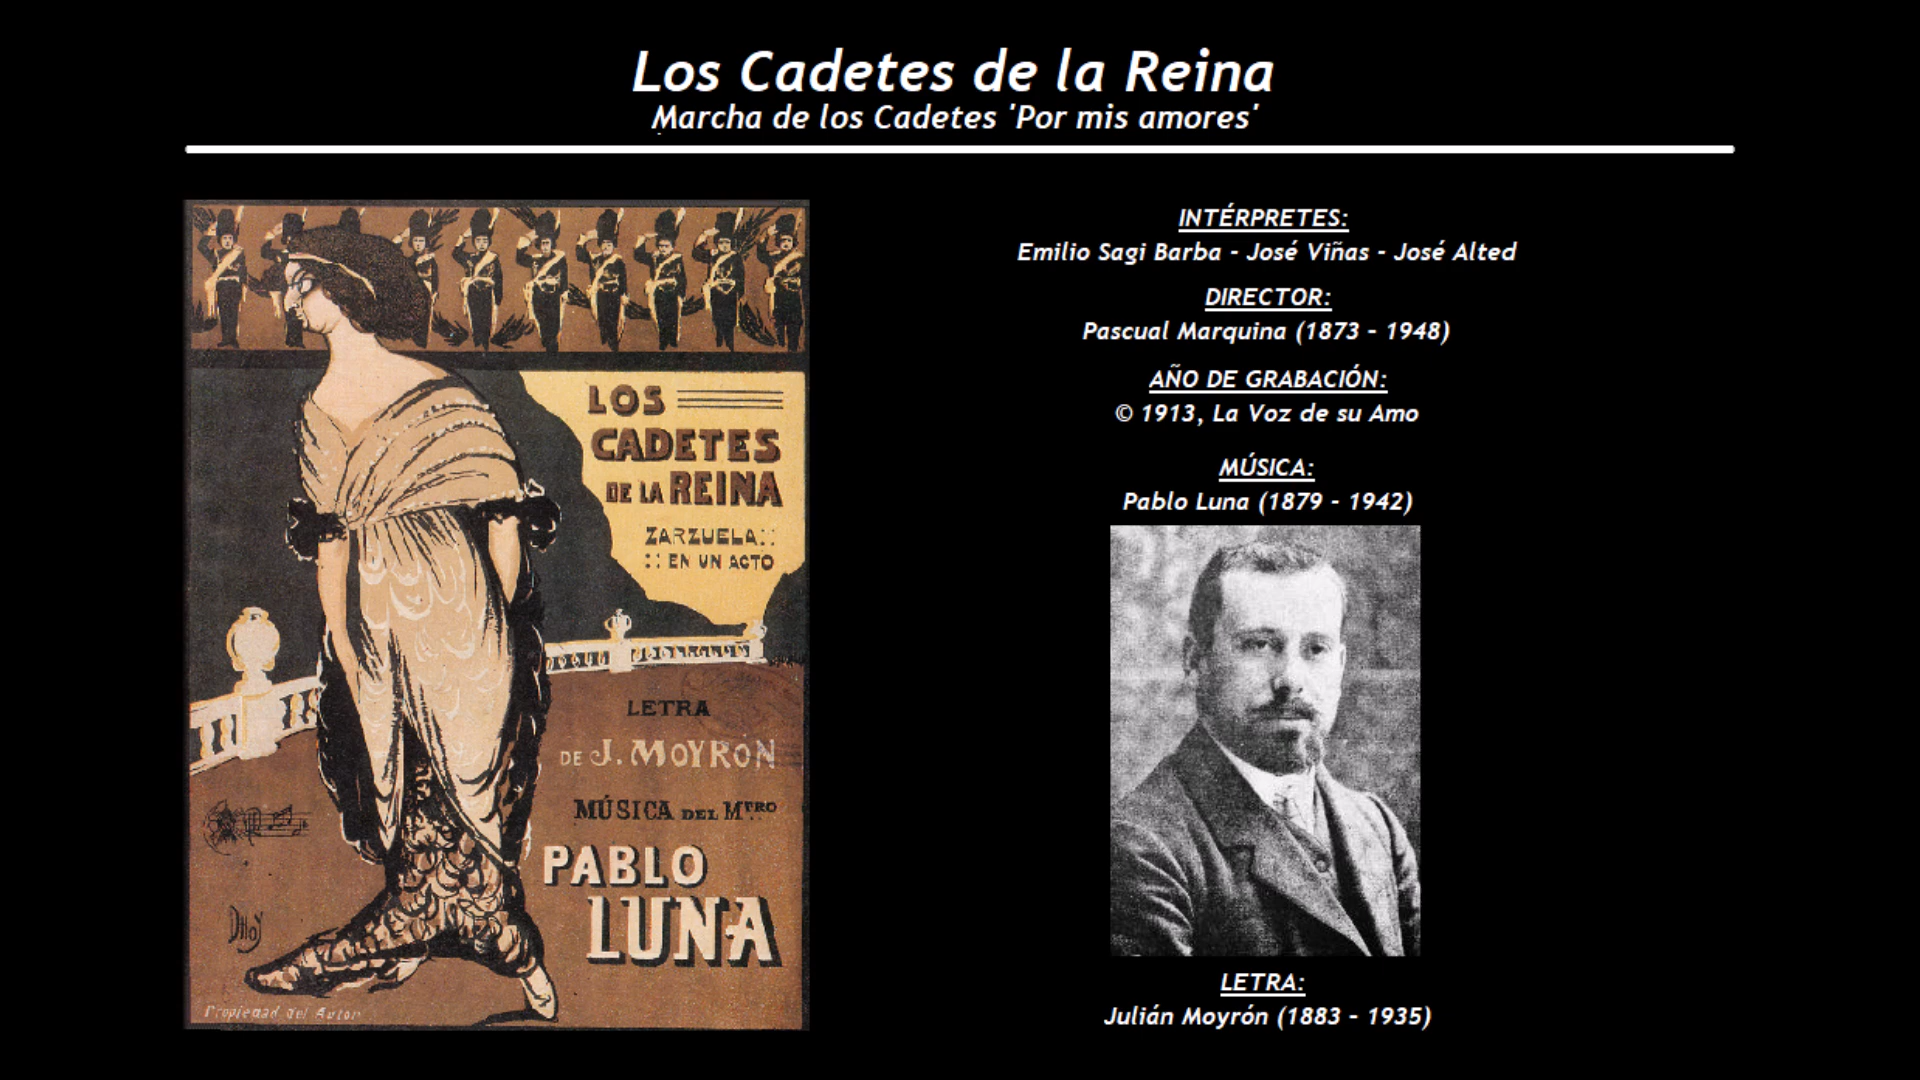 Los Cadetes de la Reina
Marcha de los Cadetes 'Por mis amores'
LOS
CADETES
DE LA REINA
ZARZUELA::
:: EN UN ACTO
LETRA
DE J. MOYRON
MÚSICA DEL MTRO
PABLO
LUNA
Propiedad del Autor
INTÉRPRETES:
Emilio Sagi Barba - José Viñas - José Alted
DIRECTOR:
Pascual Marquina (1873 – 1948)
AÑO DE GRABACIÓN:
© 1913, La Voz de su Amo
MÚSICA:
Pablo Luna (1879 - 1942)
LETRA:
Julián Moyrón (1883 – 1935)